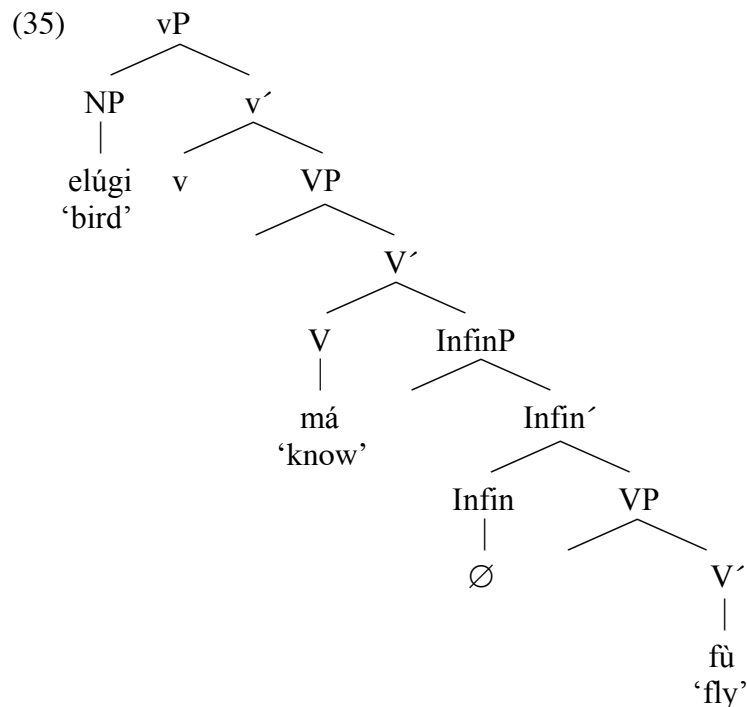 (35) vP
NP v´
elúgi v VP
‘bird’
V´
V InfinP
má Infin´
‘know’
Infin VP
∅ V´
fù
‘fly’